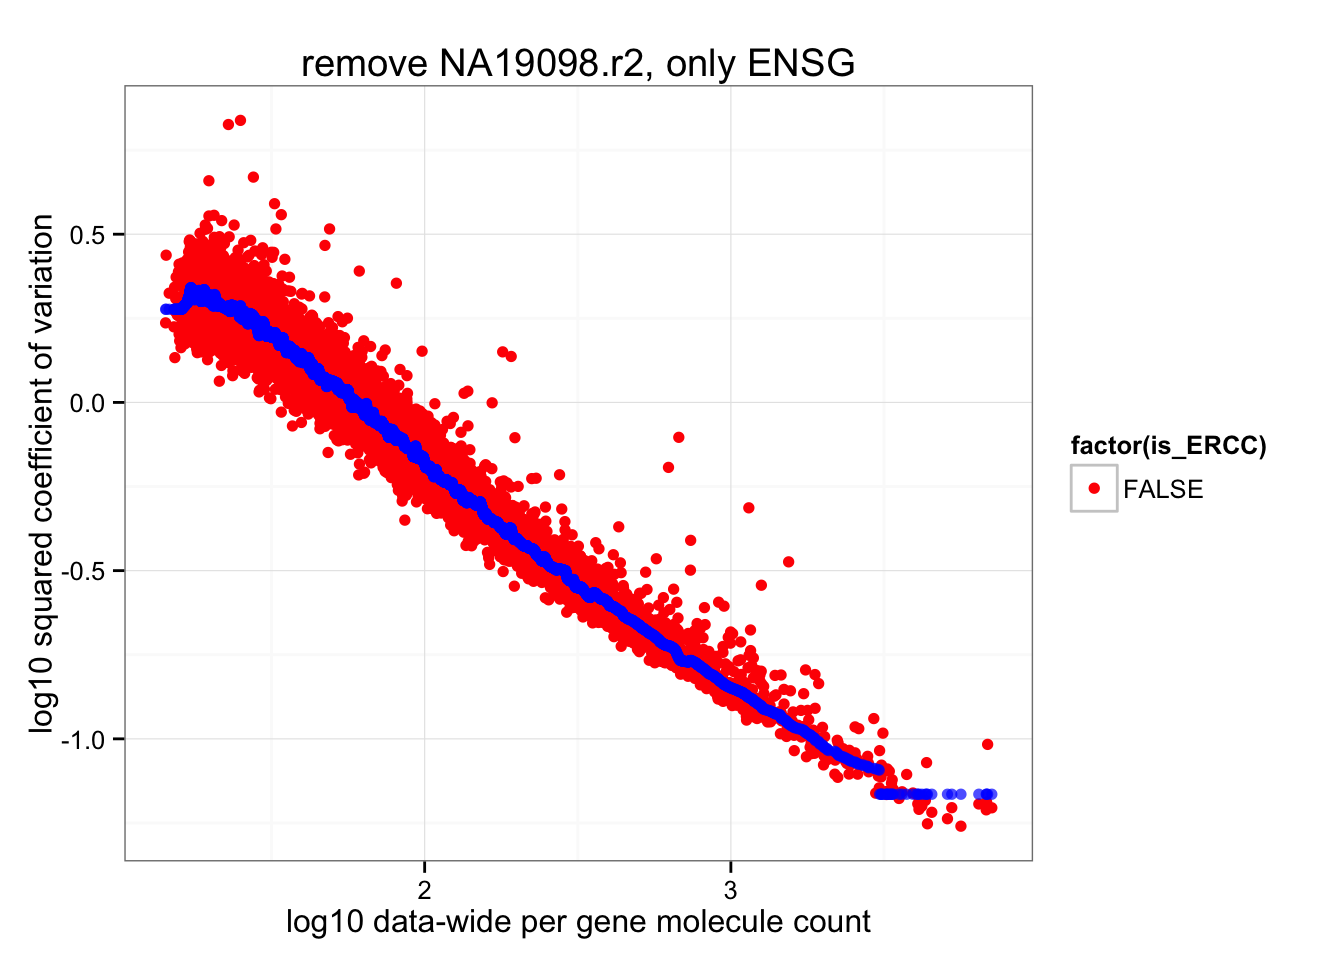 remove NA19098.r2, only ENSG
log10 squared coefficient of variation
0.5
0.0
-0.5
-1.0
2
3
log10 data-wide per gene molecule count
factor(is_ERCC)
FALSE